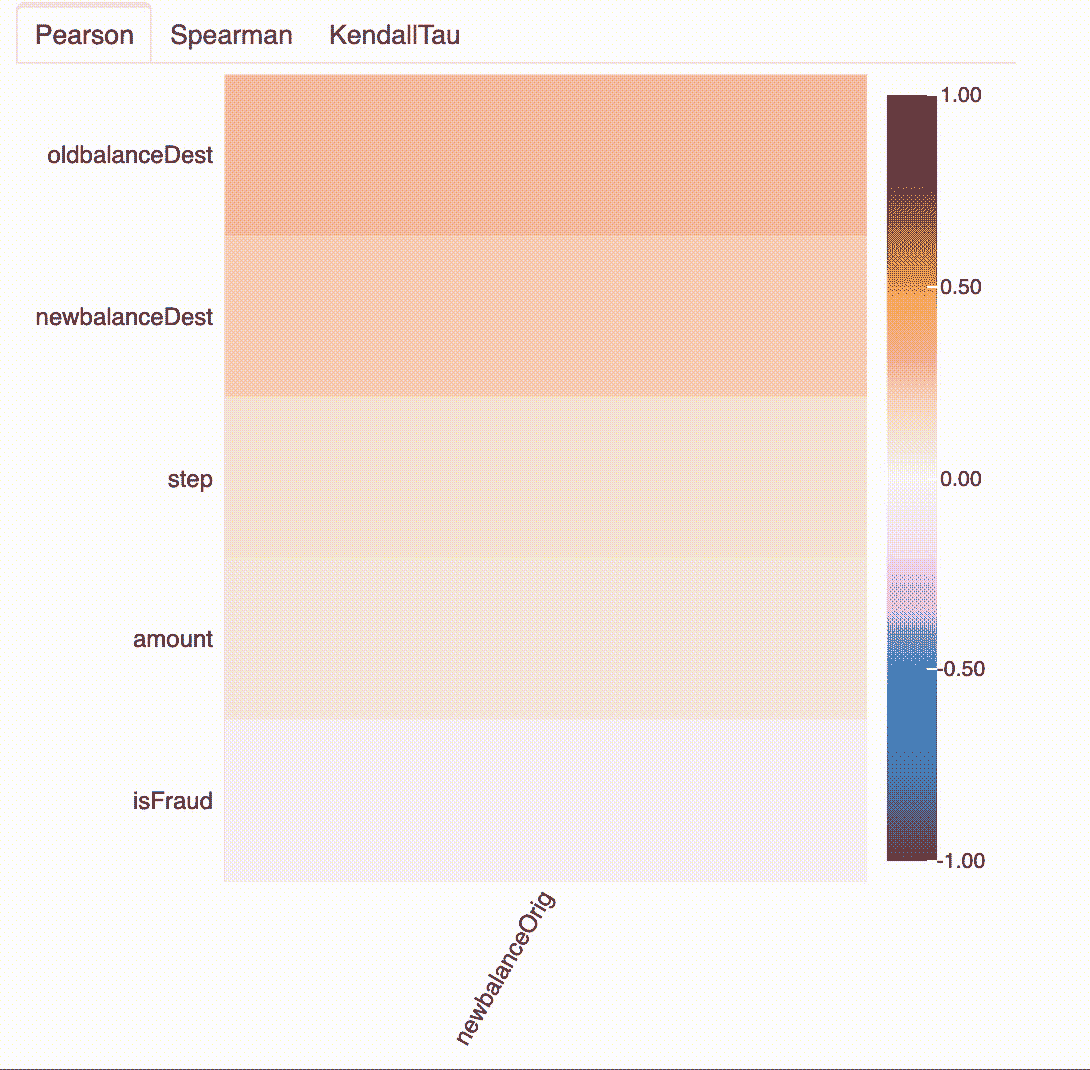 Pearson Spearman KendallTau
1.00
oldbalanceDest
0.50
newbalanceDest
step
0.00
amount
-0.50
isFraud
-1.00
newbalanceOrig